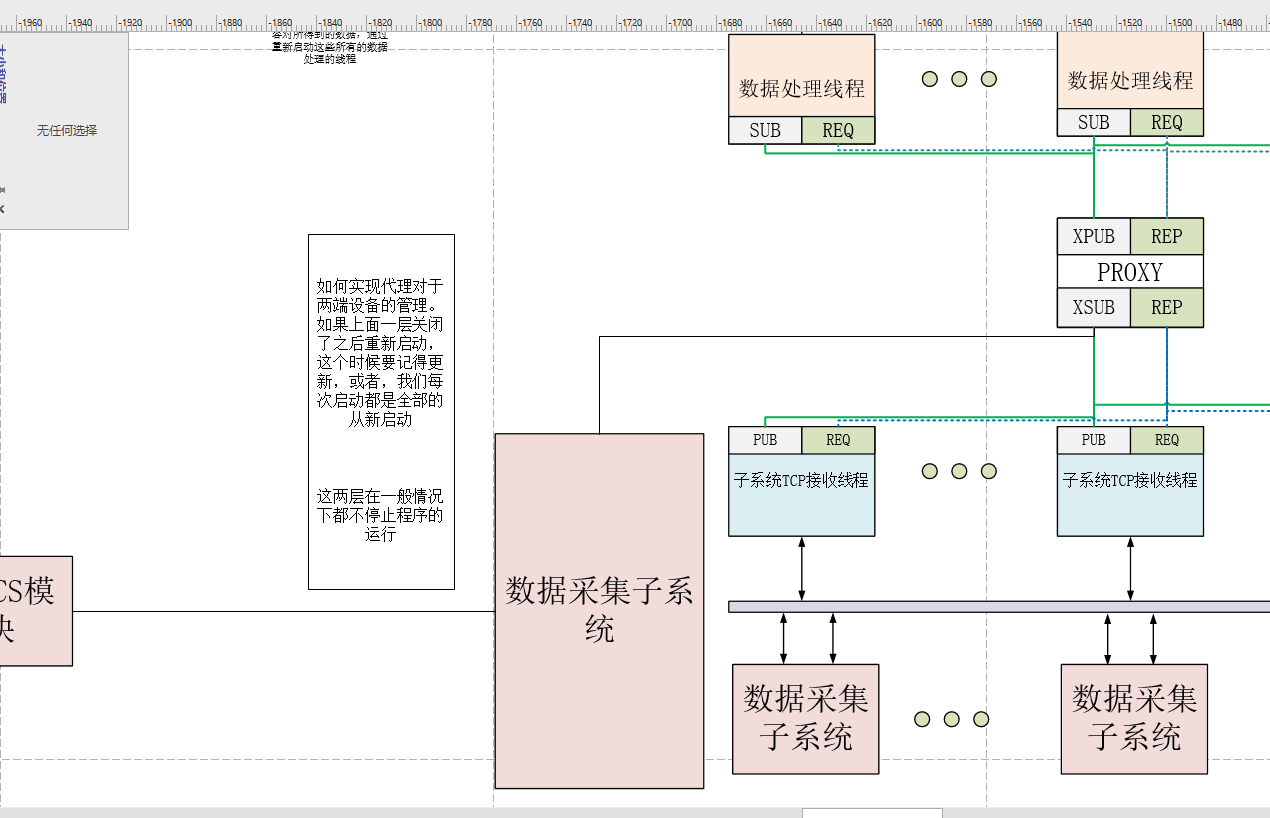 -1960 -1940 -1920 -1900 -1880 -1860 -1840 -1820 -1800 -1780 -1760 -1740 -1720 -1700 -1680 -1660 -1640 -1620 -1600 -1580 -1560 -1540 -1520 -1500 -1480
容对所得到的数据，通过
重新启动这些所有的数据
处理的线程
无任何选择
数据处理线程
SUB REQ
数据处理线程
SUB REQ
XPUB REP
PROXY
XSUB REP
如何实现代理对于
两端设备的管理。
如果上面一层关闭
了之后重新启动，
这个时候要记得更
新，或者，我们每
次启动都是全部的
从新启动
这两层在一般情况
下都不停止程序的
运行
PUB REQ
子系统TCP接收线程
PUB REQ
子系统TCP接收线程
CS模
块
数据采集子系
统
数据采集
子系统
数据采集
子系统